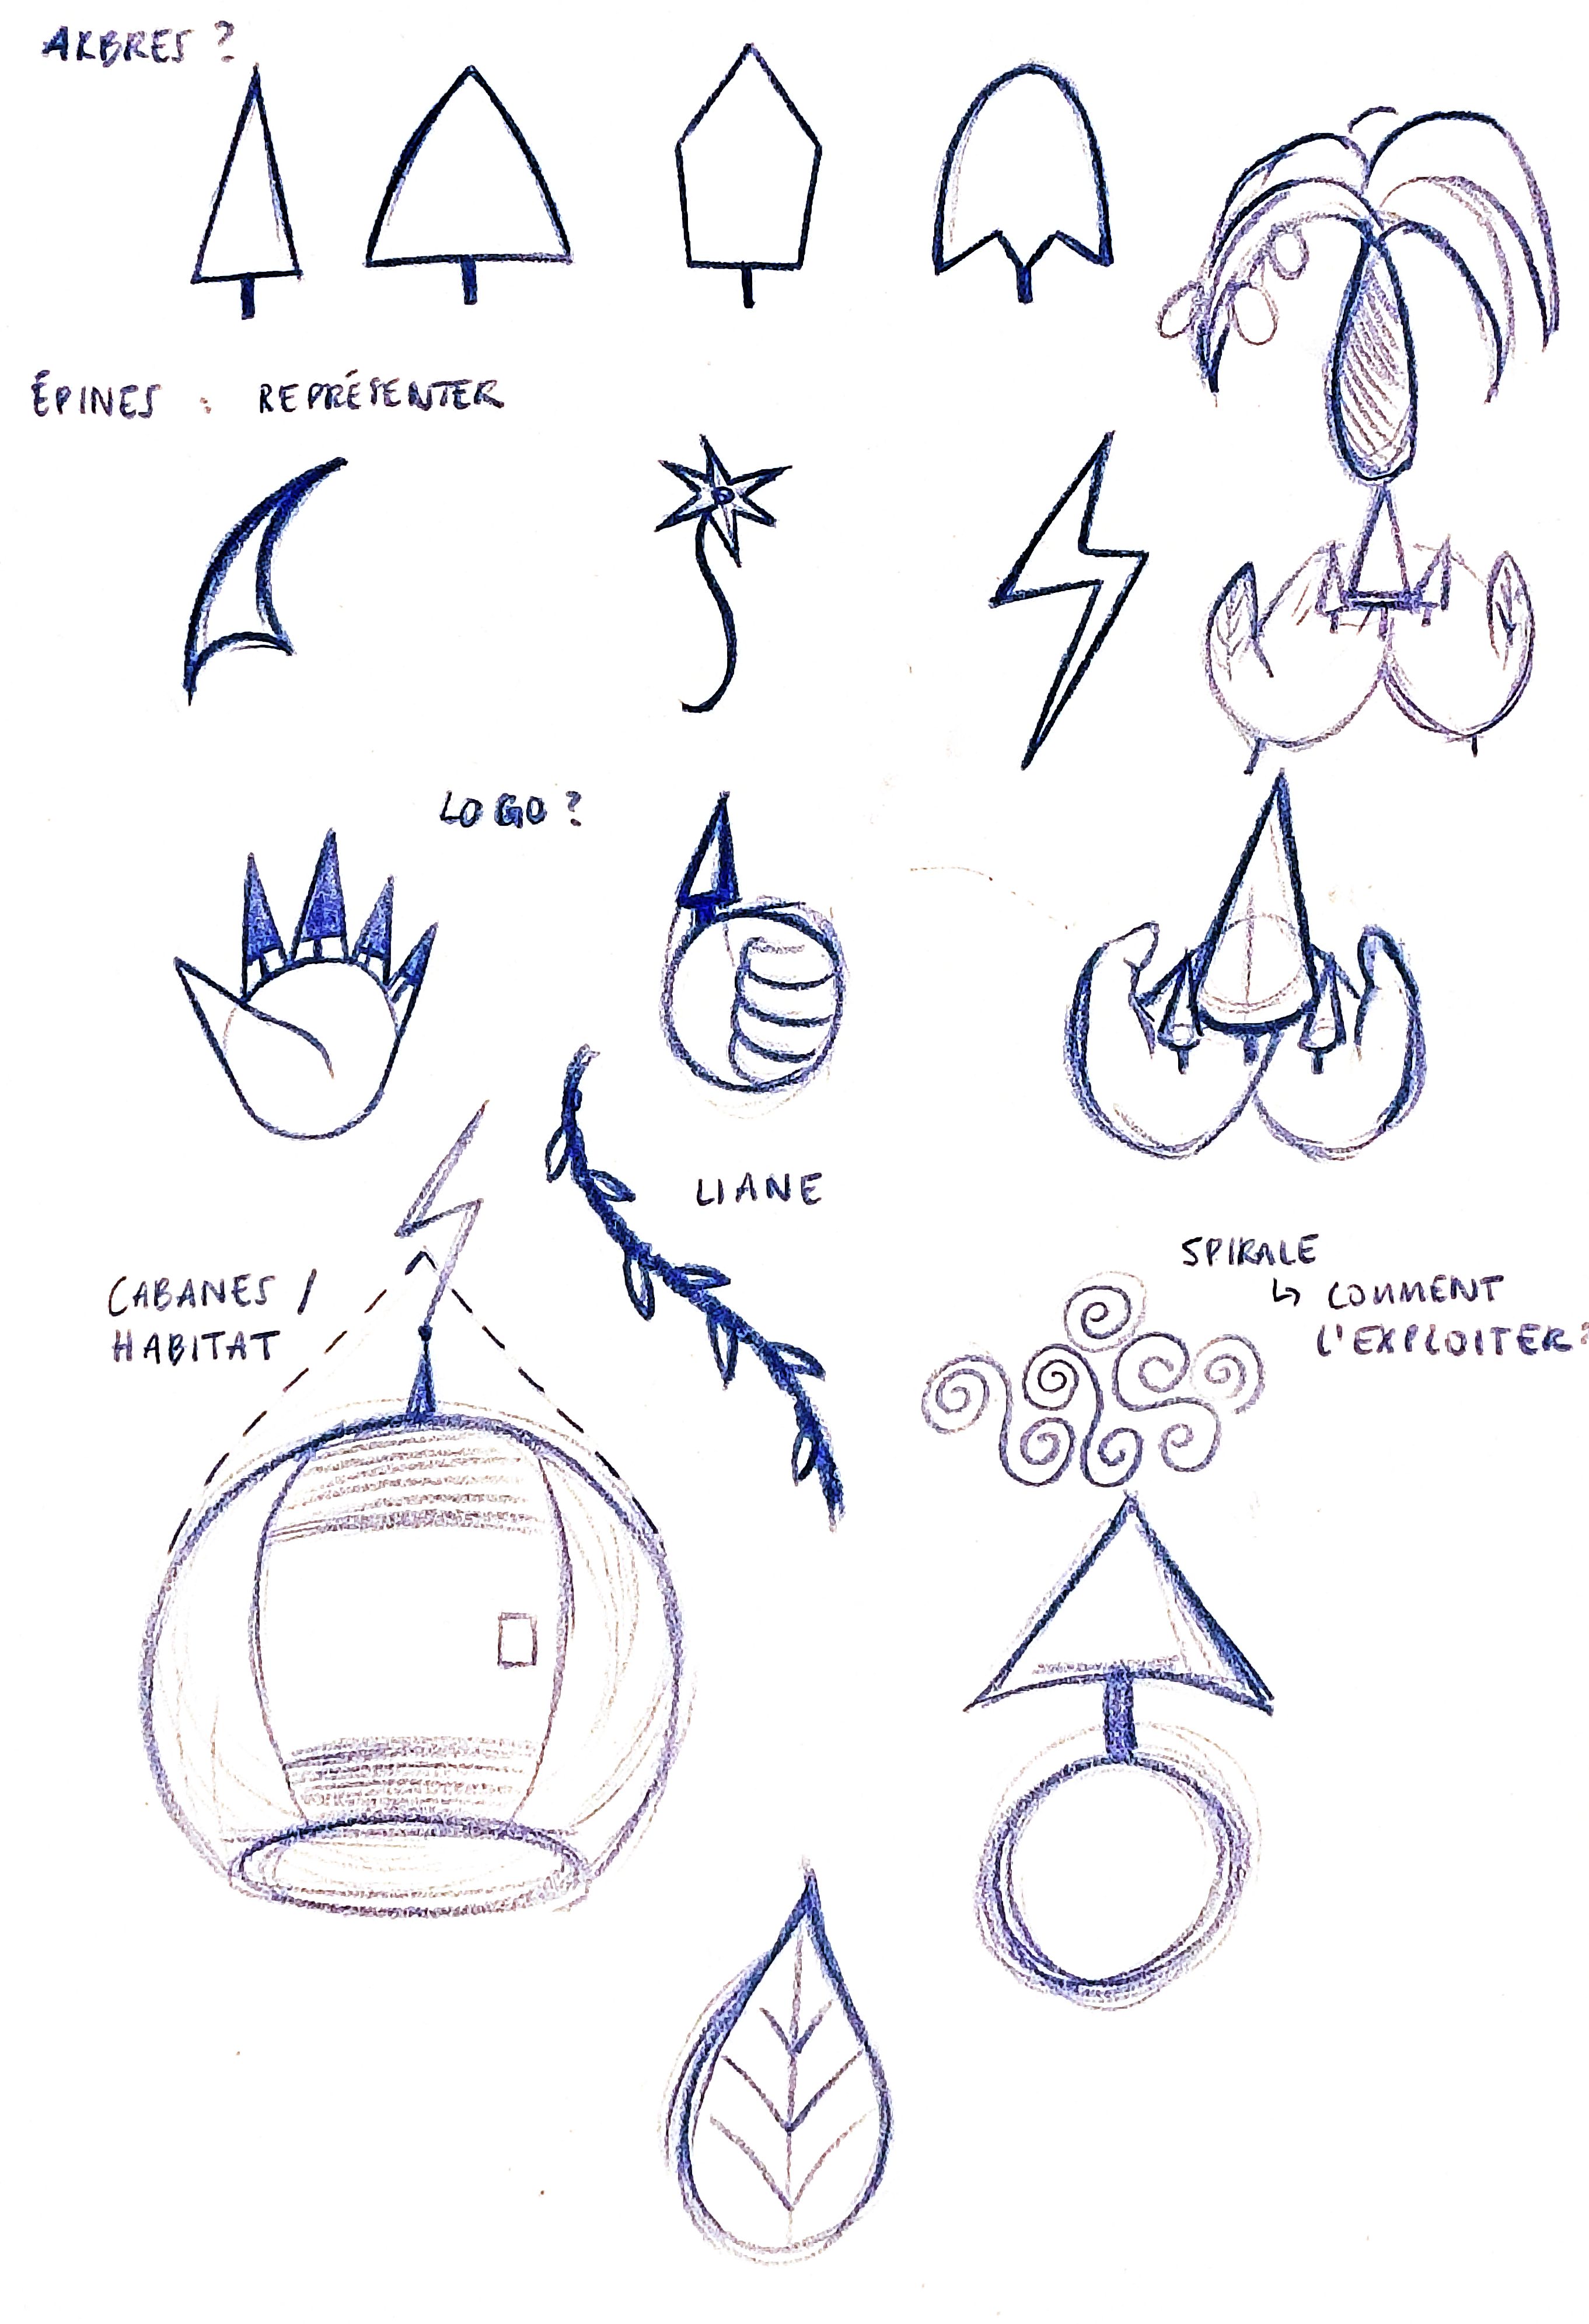 ARBRES ?
ÉPINES : REPRÉSENTER
LOGO ?
LIANE
SPIRALE
↳ COMMENT
L'EXPLOITER ?
CABANES /
HABITAT